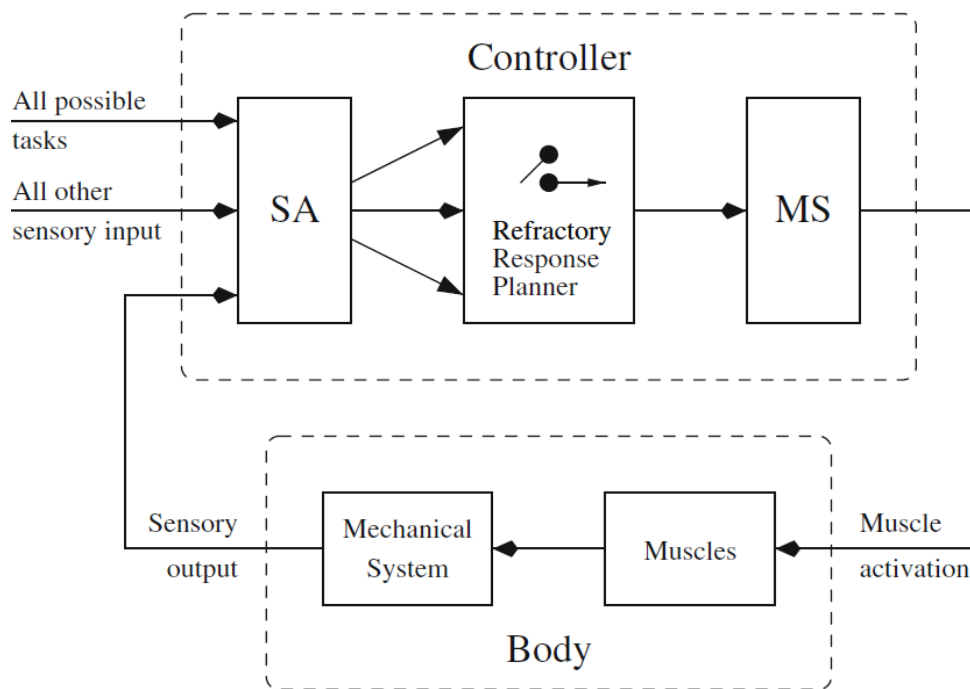 Controller
All possible
tasks
All other
sensory input
SA
Refractory
Response
Planner
MS
Sensory
output
Mechanical
System
Muscles
Muscle
activation
Body